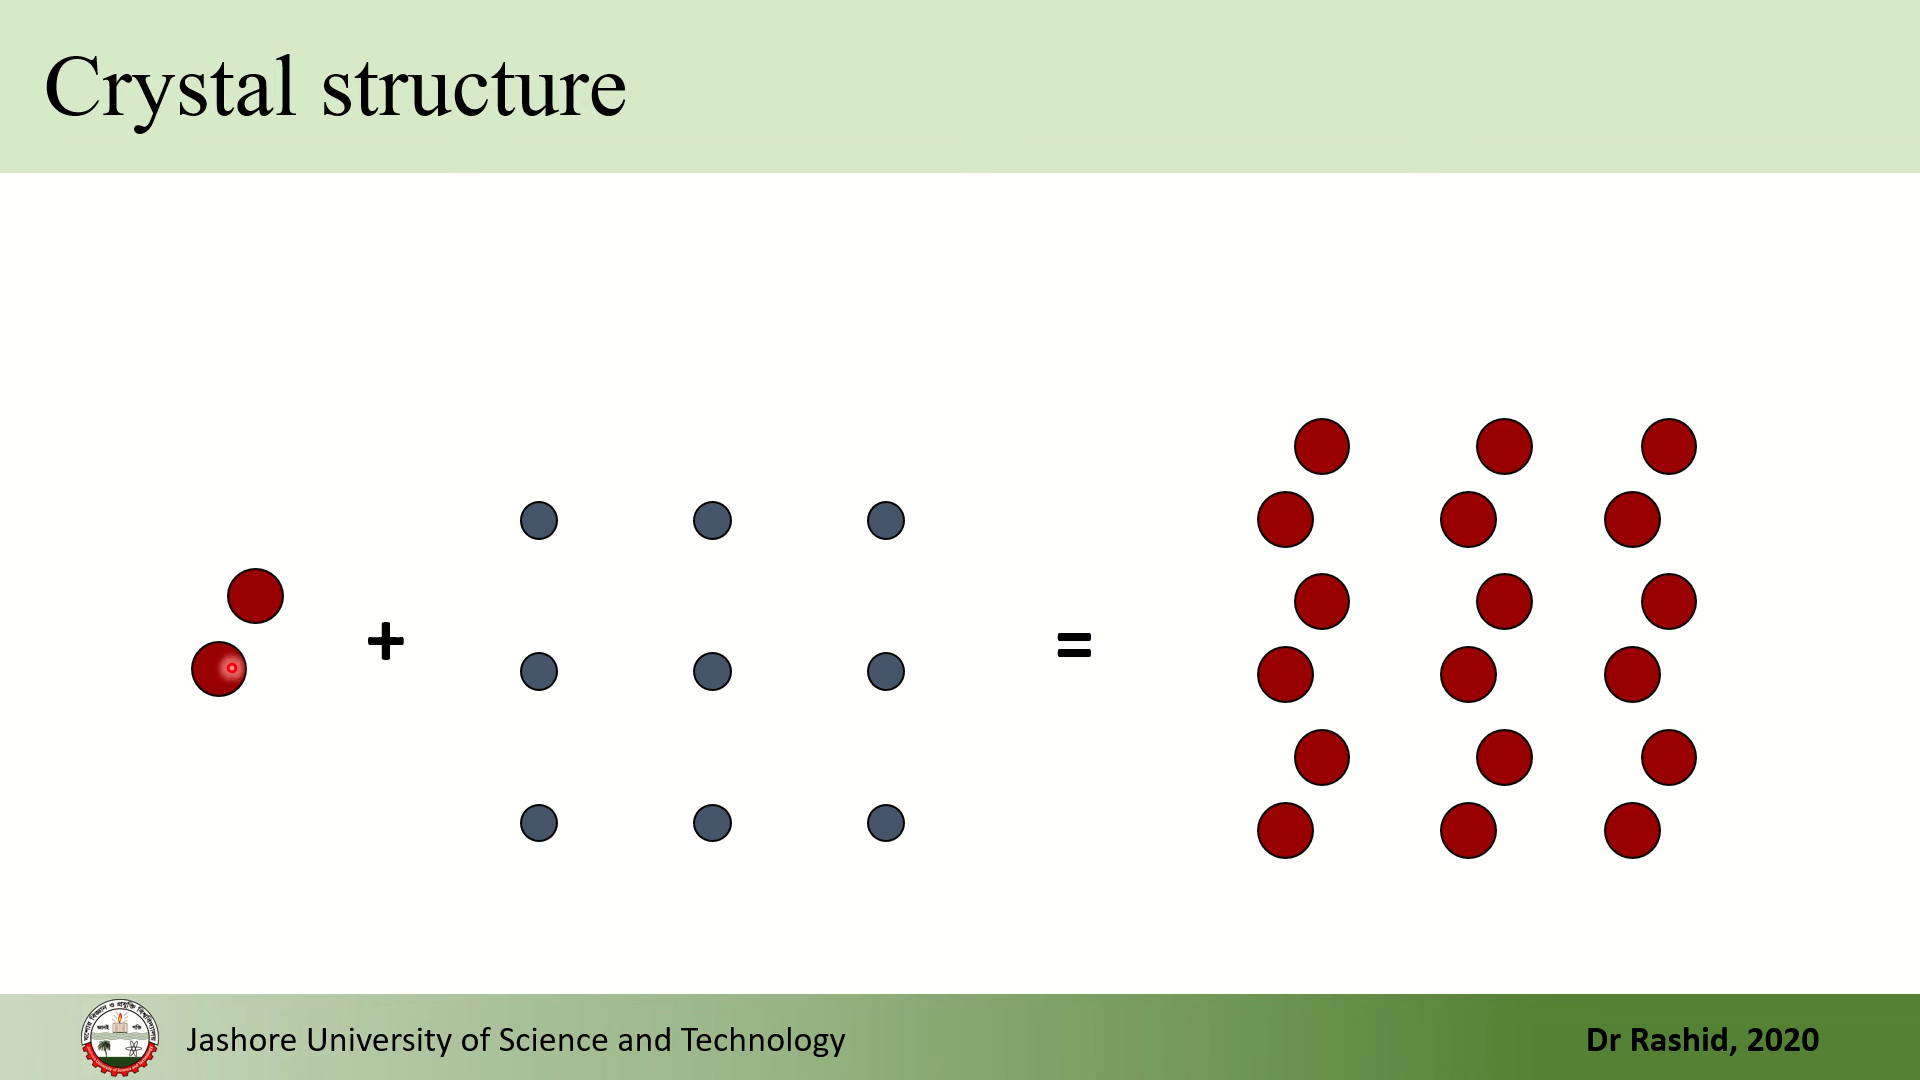 Crystal structure
+
=
Jashore University of Science and Technology
Dr Rashid, 2020